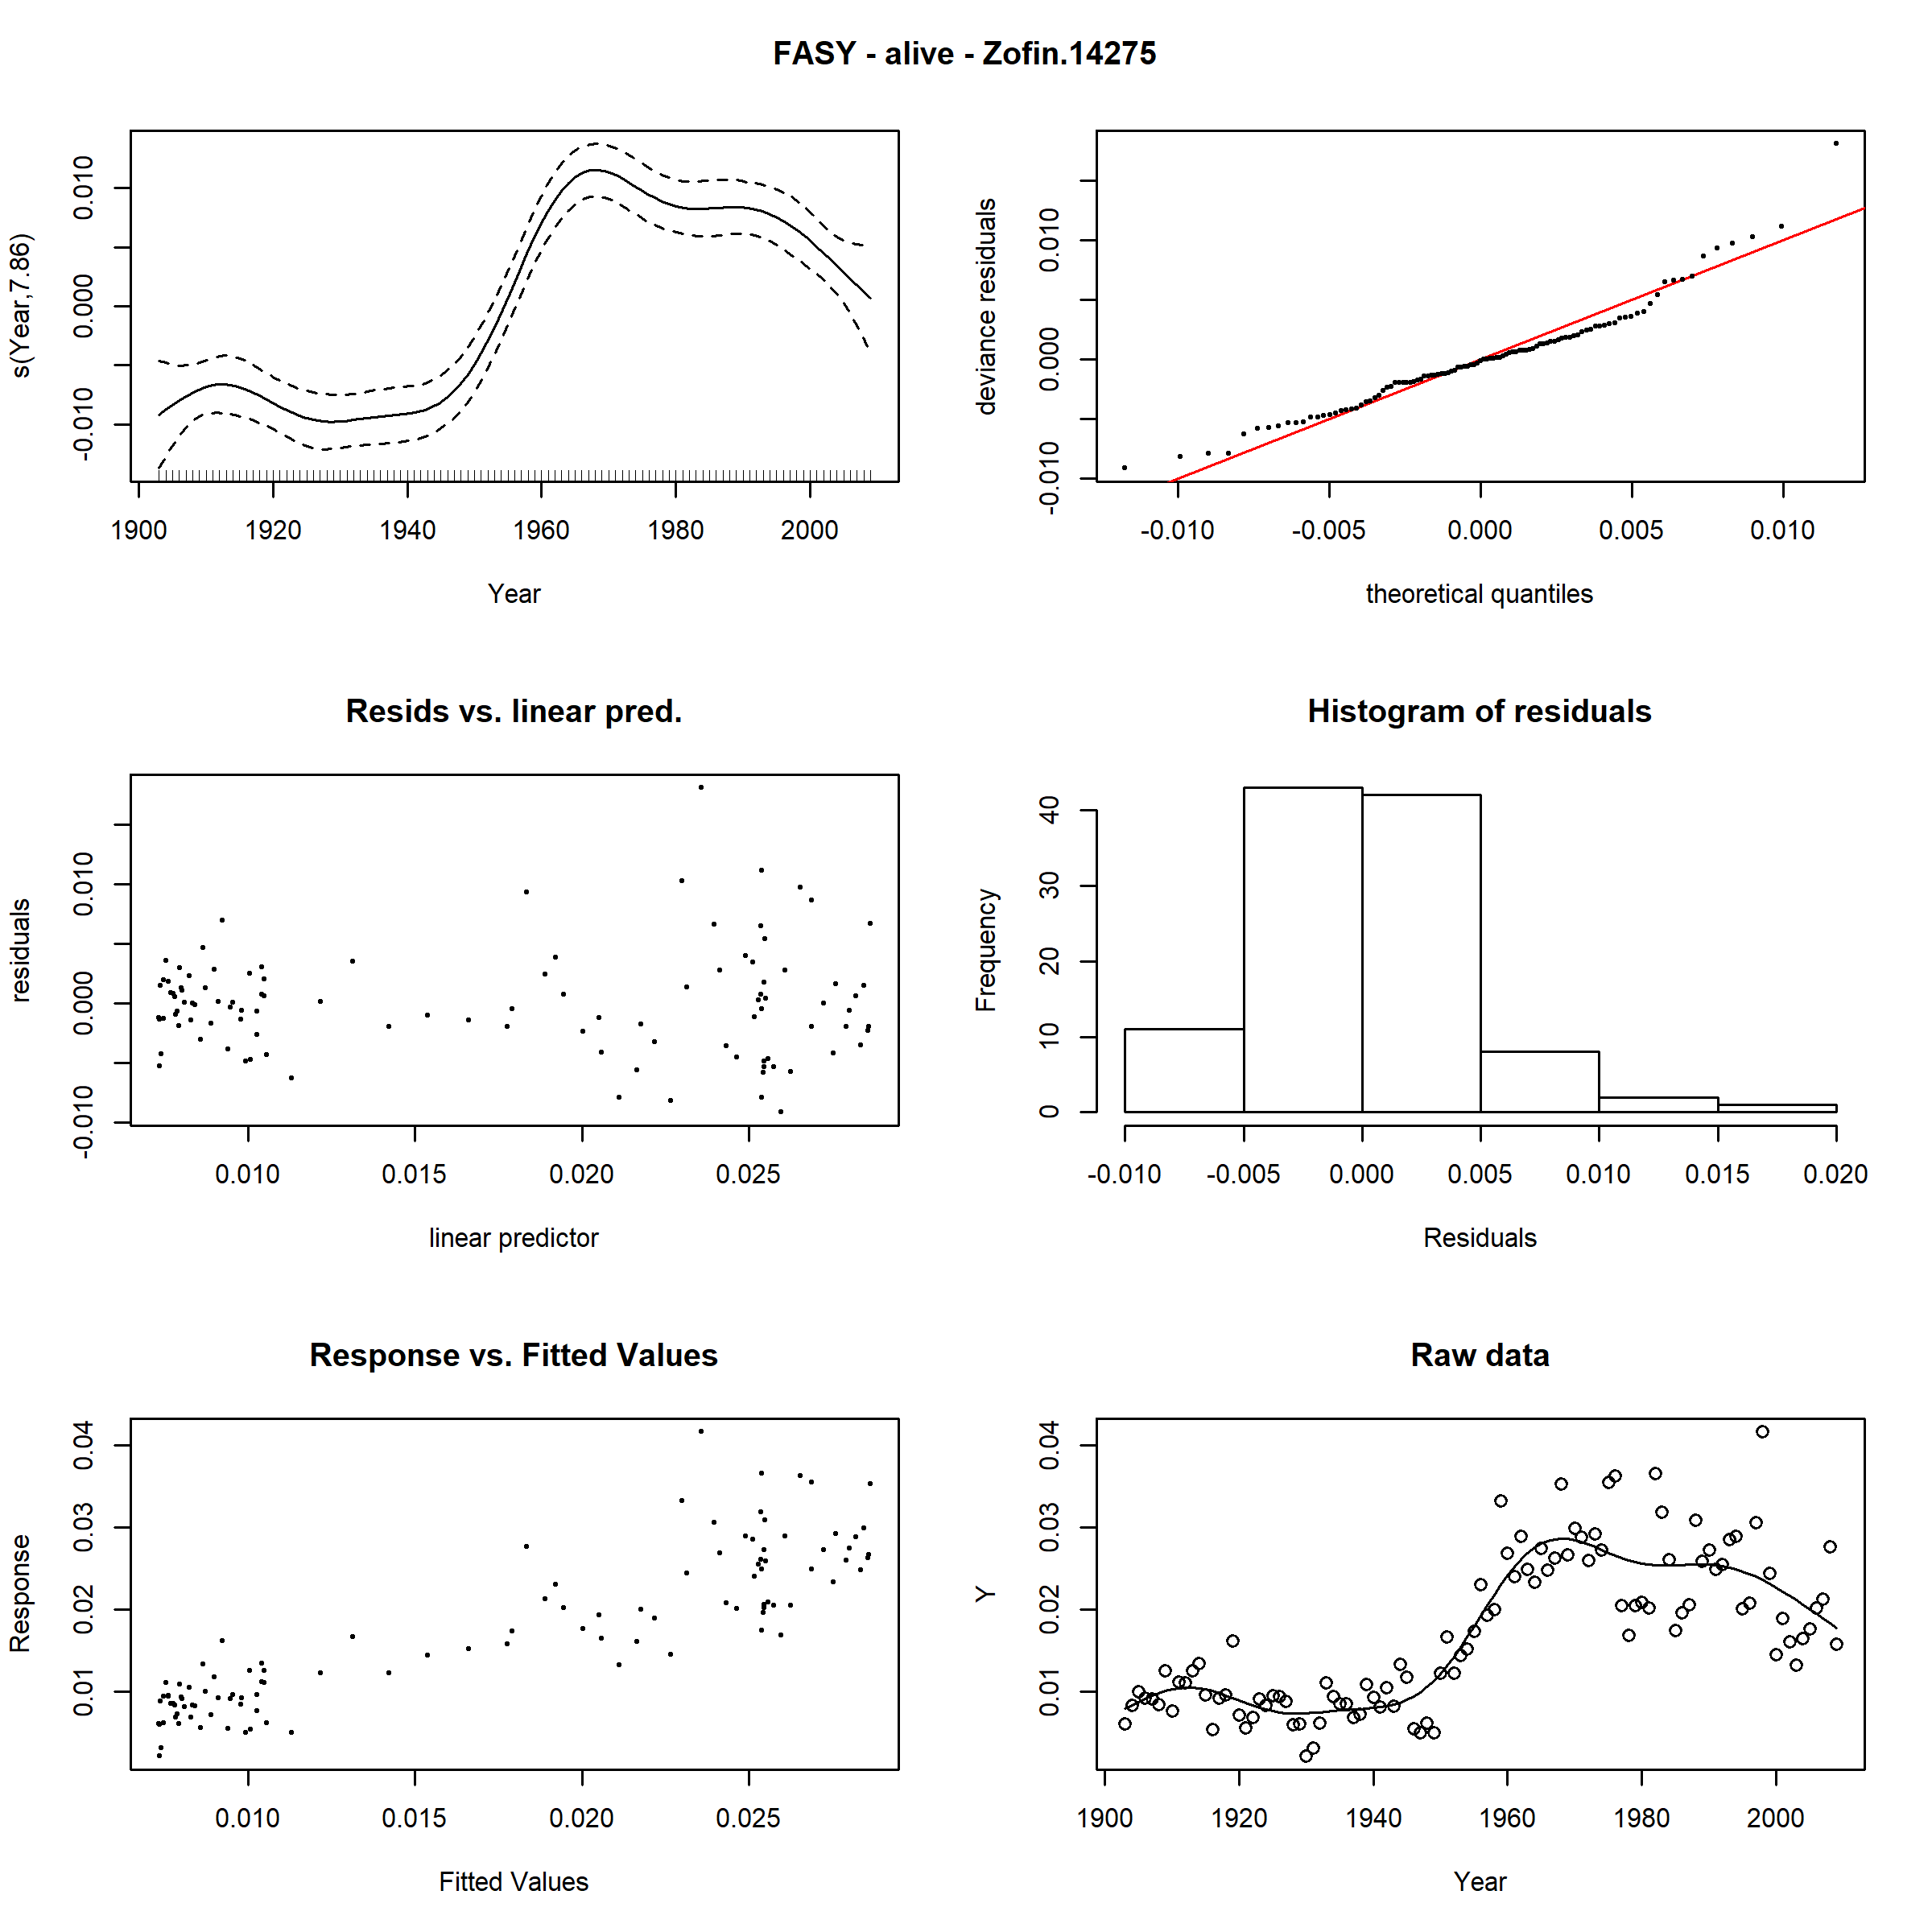 FASY - alive - Zofin.14275
s(Year,7.86)
-0.010 0.000 0.010
1900 1920 1940 1960 1980 2000
Year
deviance residuals
-0.010 0.000 0.010
-0.010 -0.005 0.000 0.005 0.010
theoretical quantiles
Resids vs. linear pred.
residuals
-0.010 0.000 0.010
0.010 0.015 0.020 0.025
linear predictor
Histogram of residuals
Frequency
0 10 20 30 40
-0.010 -0.005 0.000 0.005 0.010 0.015 0.020
Residuals
Response vs. Fitted Values
Response
0.01 0.02 0.03 0.04
0.010 0.015 0.020 0.025
Fitted Values
Raw data
Y
0.01 0.02 0.03 0.04
1900 1920 1940 1960 1980 2000
Year